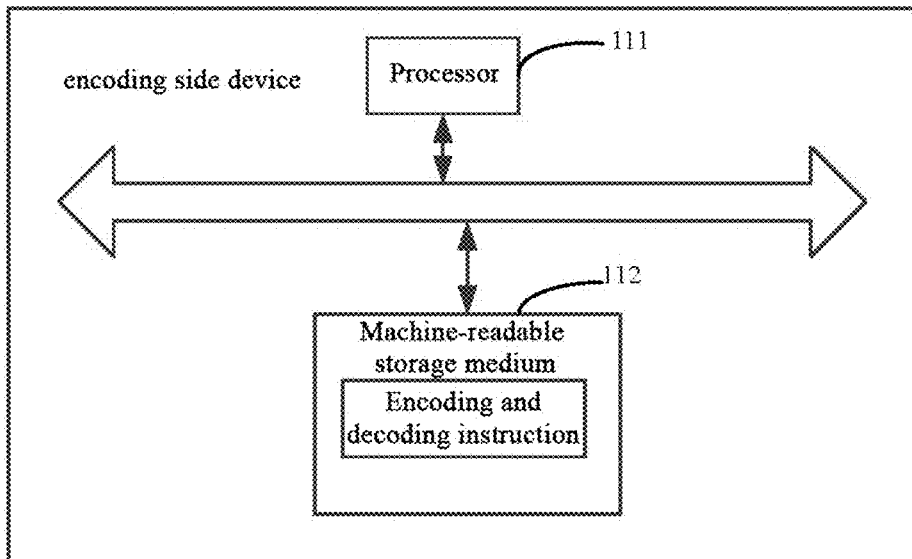 111
Processor
encoding side device
112
Machine-readable
storage medium
Encoding and
decoding instruction